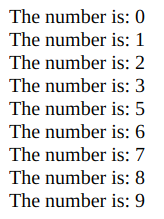 The number is: 0
The number is: 1
The number is: 2
The number is: 3
The number is: 5
The number is: 6
The number is: 7
The number is: 8
The number is: 9